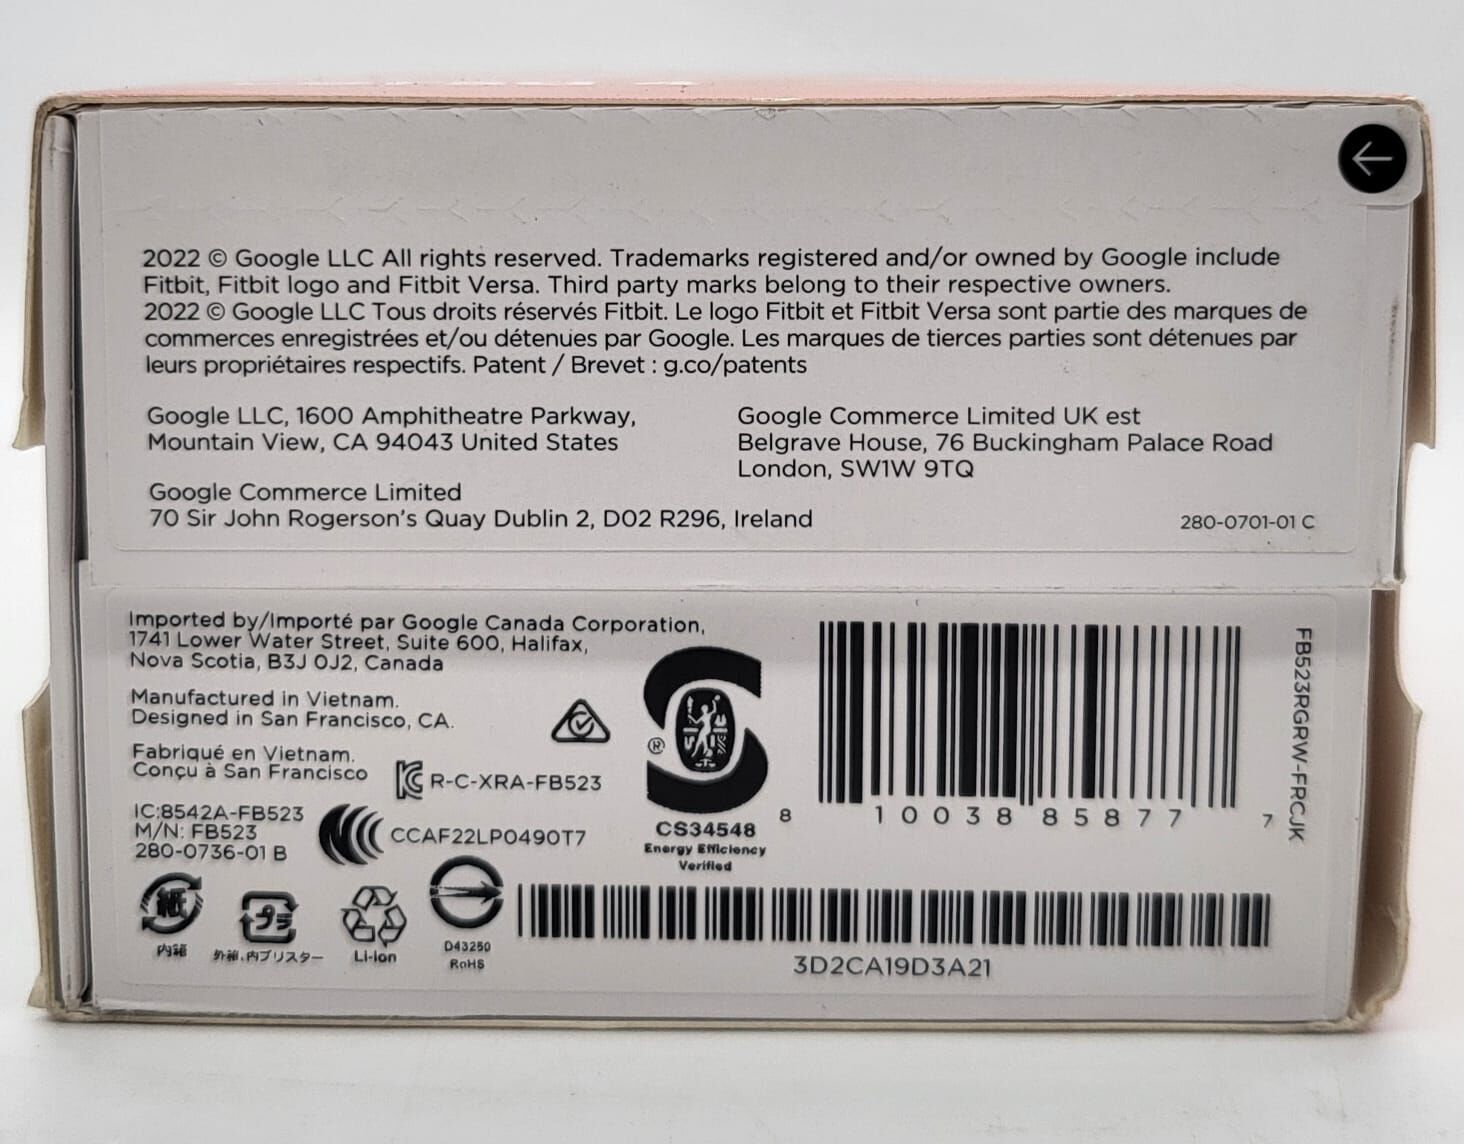 2022 © Google LLC All rights reserved. Trademarks registered and/or owned by Google include
Fitbit, Fitbit logo and Fitbit Versa. Third party marks belong to their respective owners.
2022 © Google LLC Tous droits réservés Fitbit. Le logo Fitbit et Fitbit Versa sont partie des marques de
commerces enregistrées et/ou détenues par Google. Les marques de tierces parties sont détenues par
leurs propriétaires respectifs. Patent / Brevet : g.co/patents
Google LLC, 1600 Amphitheatre Parkway,
Mountain View, CA 94043 United States
Google Commerce Limited
70 Sir John Rogerson's Quay Dublin 2, D02 R296, Ireland
Google Commerce Limited UK est
Belgrave House, 76 Buckingham Palace Road
London, SW1W 9TQ
280-0701-01 C
Imported by/Importé par Google Canada Corporation,
1741 Lower Water Street, Suite 600, Halifax,
Nova Scotia, B3J 0J2, Canada
Manufactured in Vietnam.
Designed in San Francisco, CA.
Fabriqué en Vietnam.
Conçu à San Francisco
R-C-XRA-FB523
IC:8542A-FB523
M/N: FB523
280-0736-01 B
CCAF22LP0490T7
®
CS34548
Energy Efficiency
Verified
8 10038 85877 7
FB523RGRW-FRCJK
紙
内箱
プラ
外箱、内ブリスター
Li-ion
D43250
RoHS
3D2CA19D3A21